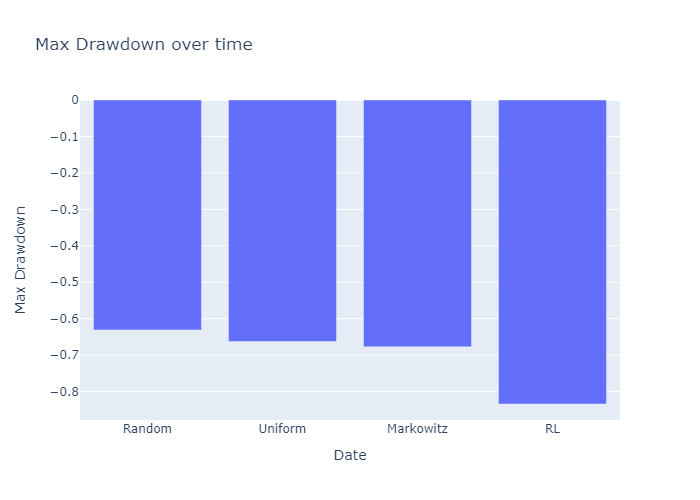 Max Drawdown over time
Max Drawdown
0
−0.1
−0.2
−0.3
−0.4
−0.5
−0.6
−0.7
−0.8
Random
Uniform
Markowitz
RL
Date